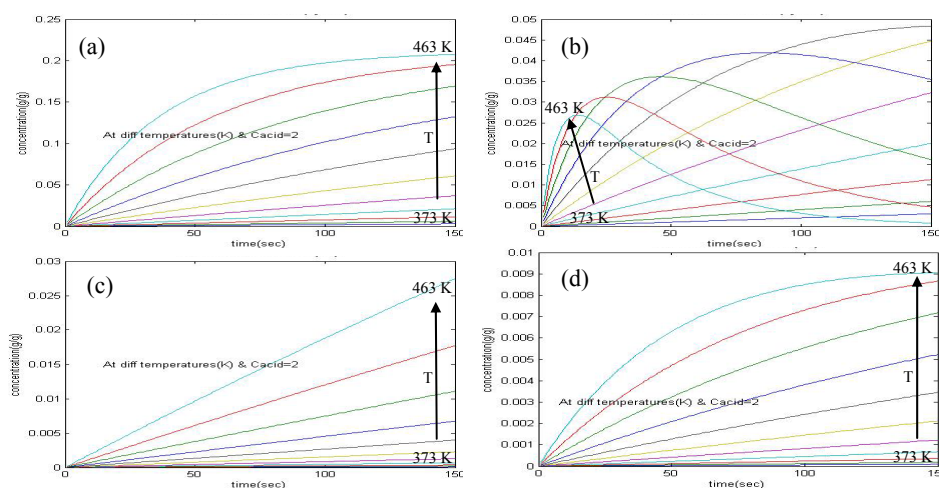 (a)
0.25
0.2
0.15
0.1
0.05
0
concentration(g/g)
463 K
At diff temperatures(K) & Cacid=2
T
373 K
0 50 100 150
time(sec)
(b)
0.05
0.045
0.04
0.035
0.03
0.025
0.02
0.015
0.01
0.005
0
concentration(g/g)
463 K
At diff temperatures(K) & Cacid=2
T
373 K
0 50 100 150
time(sec)
(c)
0.03
0.025
0.02
0.015
0.01
0.005
0
concentration(g/g)
463 K
At diff temperatures(K) & Cacid=2
T
373 K
0 50 100 150
time(sec)
(d)
0.01
0.009
0.008
0.007
0.006
0.005
0.004
0.003
0.002
0.001
0
concentration(g/g)
463 K
At diff temperatures(K) & Cacid=2
T
373 K
0 50 100 150
time(sec)